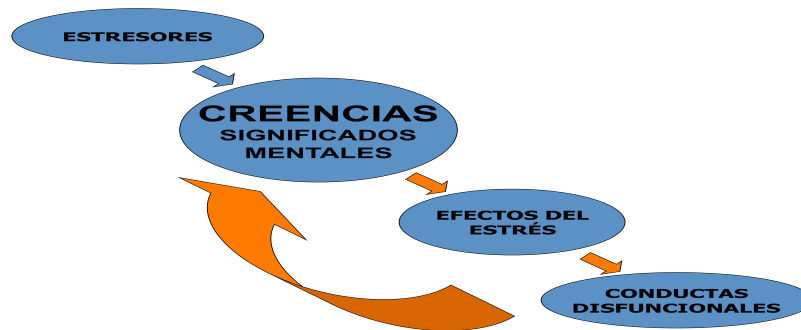 ESTRESORES
CREENCIAS
SIGNIFICADOS
MENTALES
EFECTOS DEL
ESTRÉS
CONDUCTAS
DISFUNCIONALES